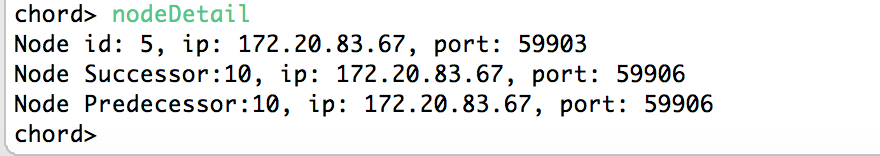 chord> nodeDetail
Node id: 5, ip: 172.20.83.67, port: 59903
Node Successor:10, ip: 172.20.83.67, port: 59906
Node Predecessor:10, ip: 172.20.83.67, port: 59906
chord>